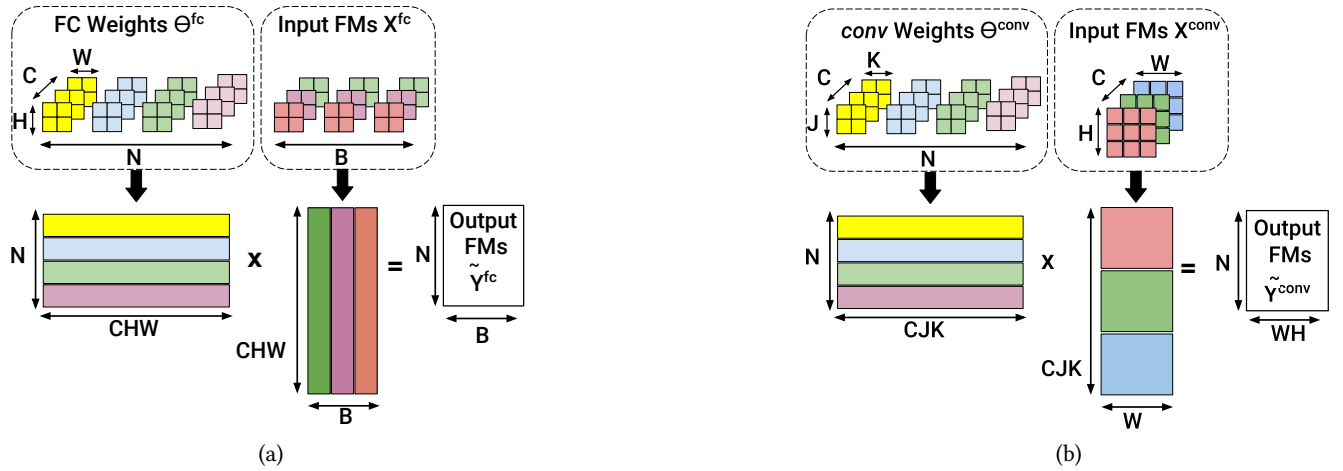 FC Weights Θ^fc
Input FMs X^fc
W
C
H
N
B
N
CHW
x
CHW
B
=
N
Output
FMs
Ỹ^fc
B
(a)
conv Weights Θ^conv
Input FMs X^conv
K
C
J
N
W
C
H
N
CJK
x
CJK
W
=
N
Output
FMs
Ỹ^conv
WH
(b)